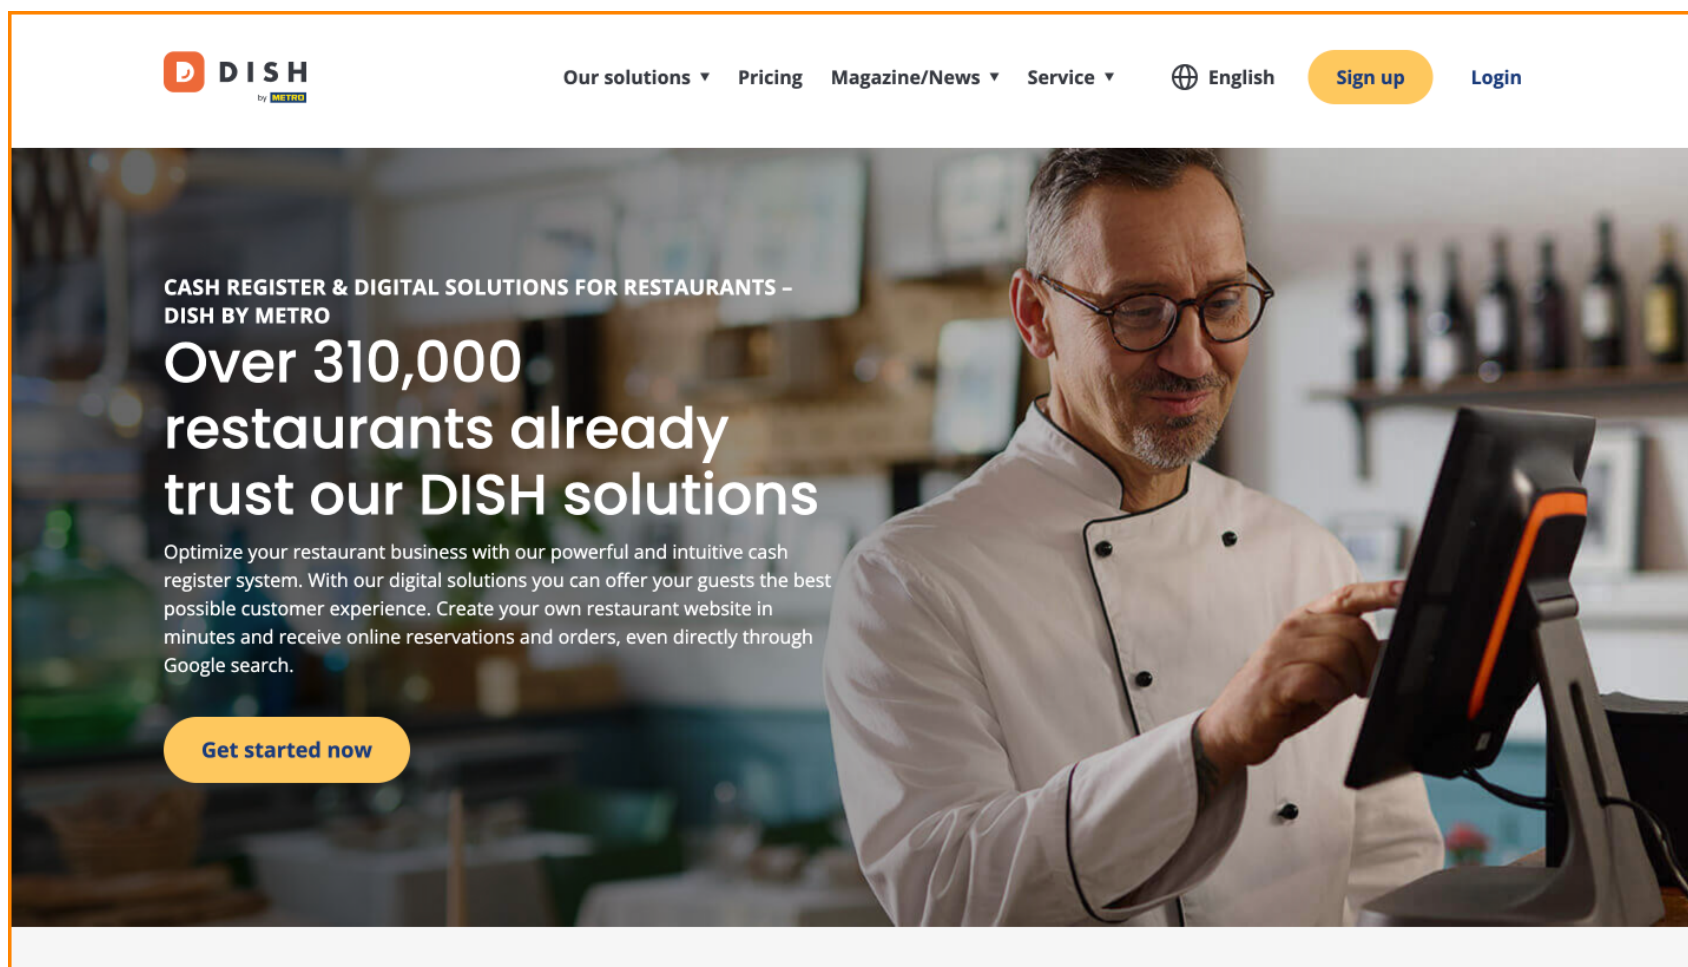 DISH
by METRO
Our solutions ▼ Pricing Magazine/News ▼ Service ▼ English Sign up Login
CASH REGISTER & DIGITAL SOLUTIONS FOR RESTAURANTS –
DISH BY METRO
Over 310,000
restaurants already
trust our DISH solutions
Optimize your restaurant business with our powerful and intuitive cash
register system. With our digital solutions you can offer your guests the best
possible customer experience. Create your own restaurant website in
minutes and receive online reservations and orders, even directly through
Google search.
Get started now